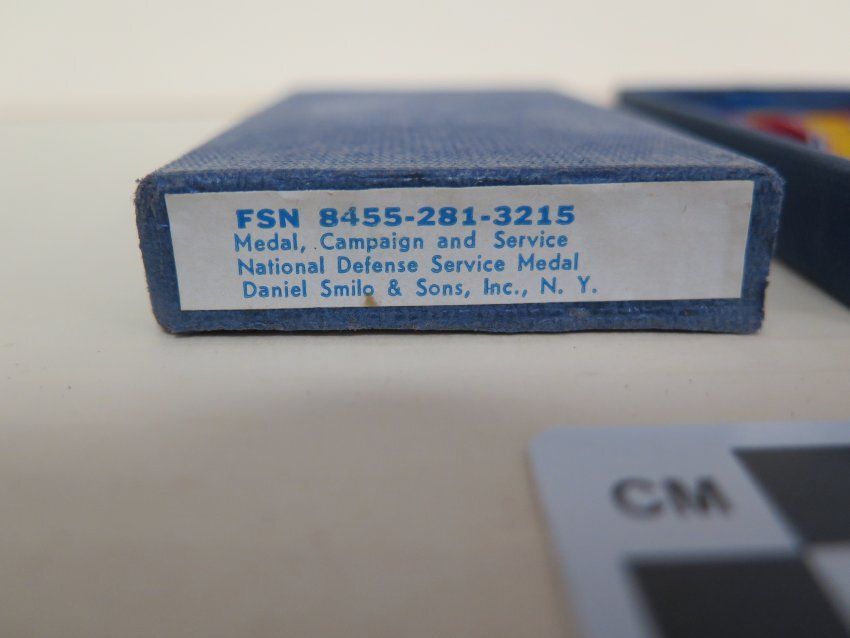 FSN 8455-281-3215
Medal, Campaign and Service
National Defense Service Medal
Daniel Smilo & Sons, Inc., N. Y.
CM